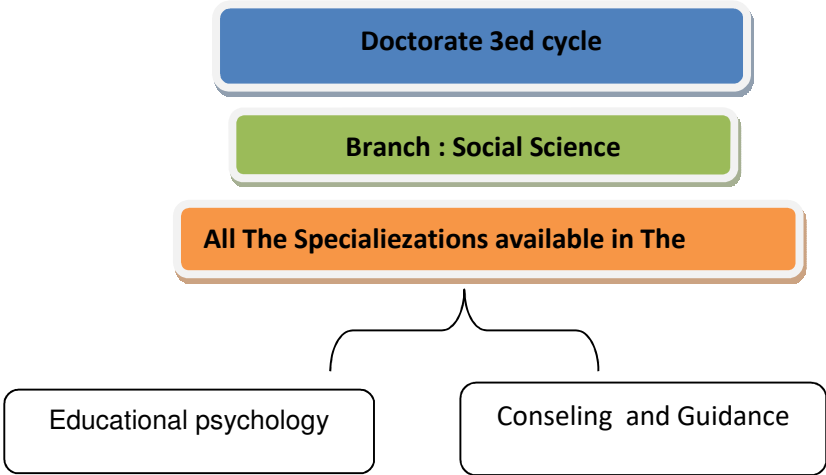 Doctorate 3ed cycle
Branch : Social Science
All The Specialiezations available in The
Educational psychology
Conseling and Guidance